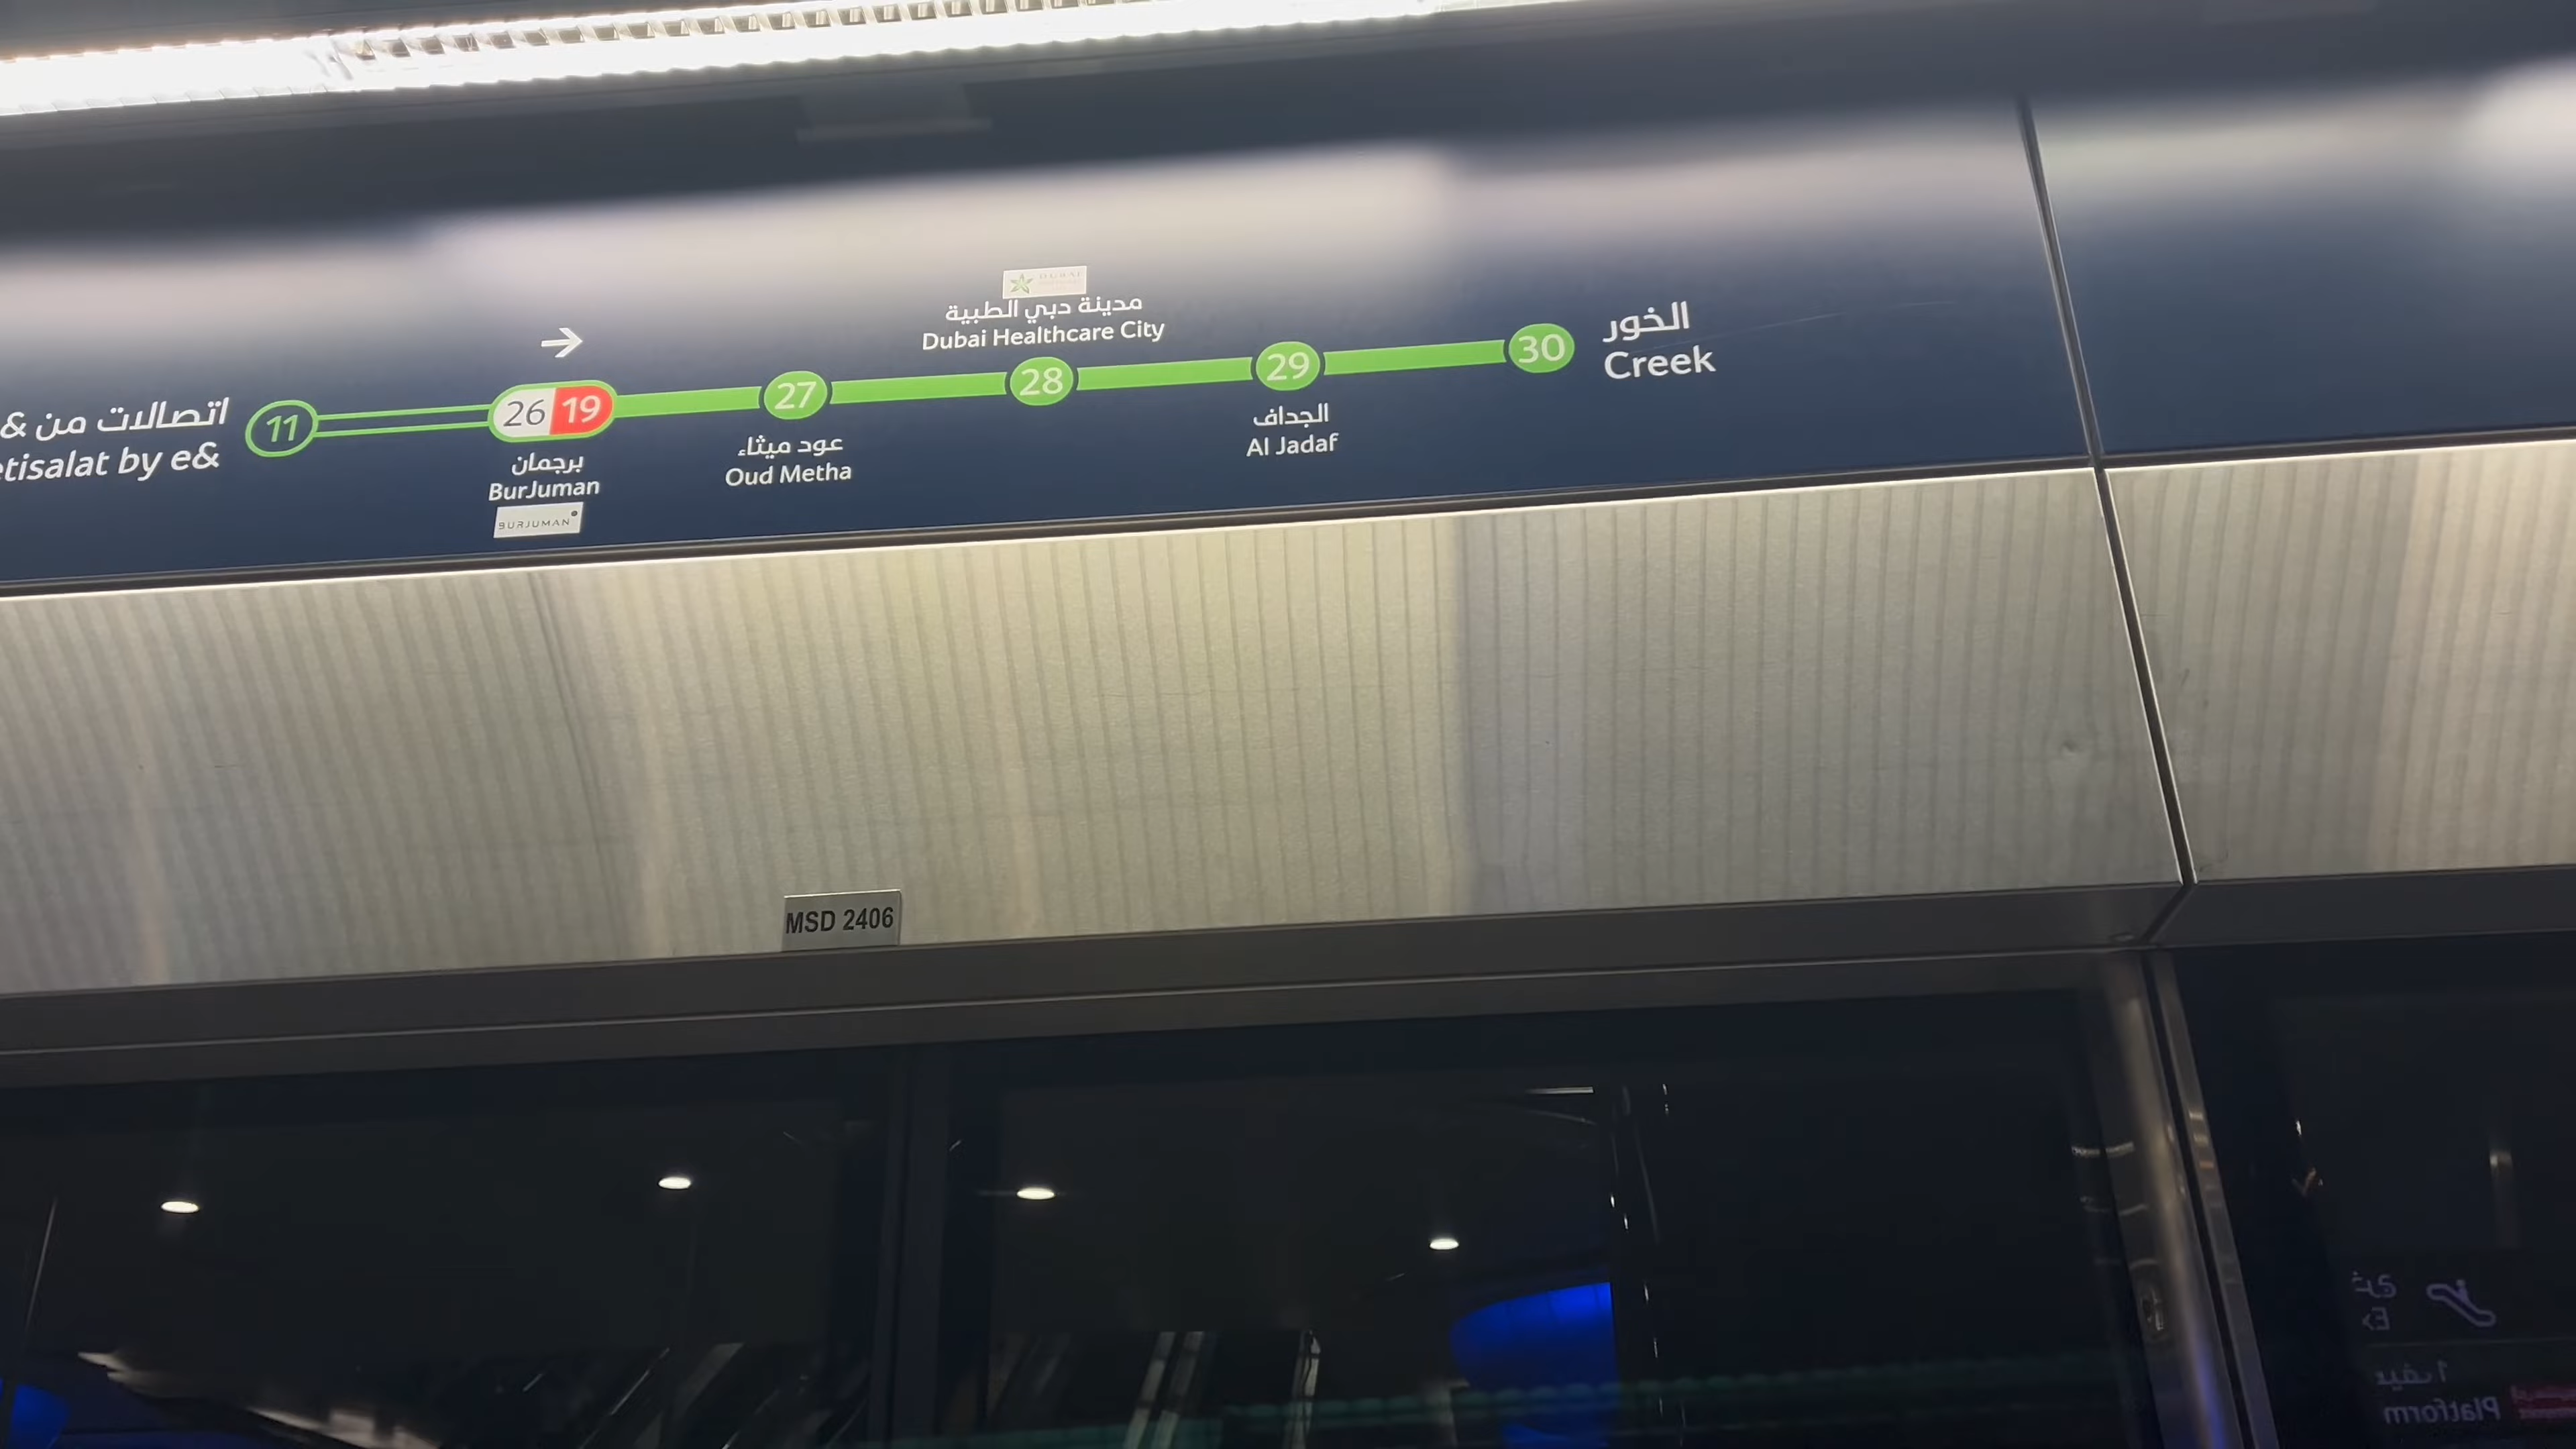 اتصالات من &
etisalat by e&
11
26 19
برجمان
BurJuman
BURJUMAN
27
عود ميثاء
Oud Metha
مدينة دبي الطبية
Dubai Healthcare City
28
29
الجداف
Al Jadaf
30
الخور
Creek
MSD 2406
Platform